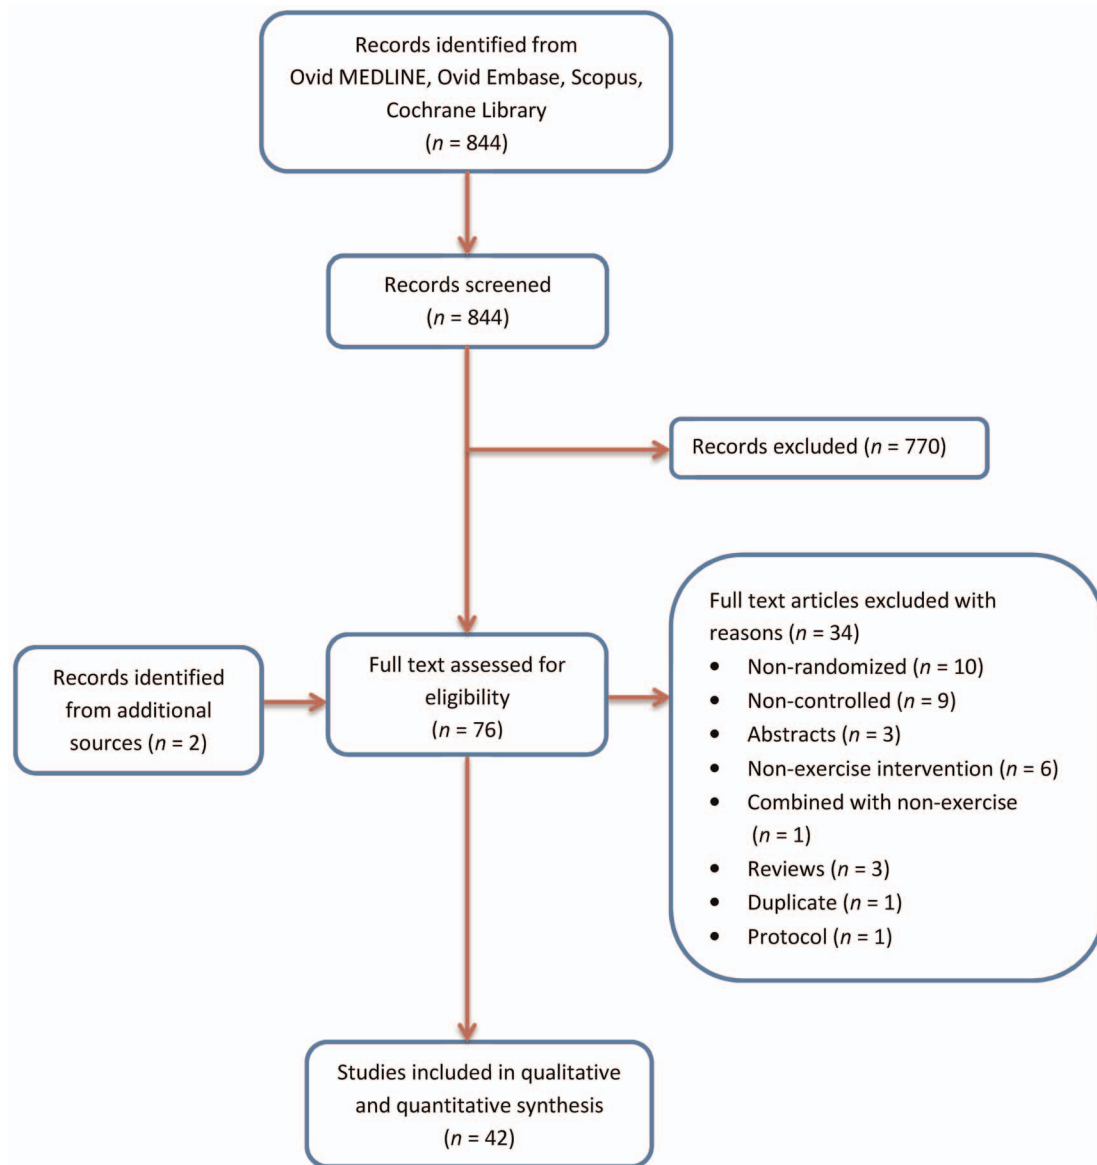 Records identified from
Ovid MEDLINE, Ovid Embase, Scopus,
Cochrane Library
(n = 844)
Records screened
(n = 844)
Records excluded (n = 770)
Records identified
from additional
sources (n = 2)
Full text assessed for
eligibility
(n = 76)
Full text articles excluded with
reasons (n = 34)
• Non-randomized (n = 10)
• Non-controlled (n = 9)
• Abstracts (n = 3)
• Non-exercise intervention (n = 6)
• Combined with non-exercise
(n = 1)
• Reviews (n = 3)
• Duplicate (n = 1)
• Protocol (n = 1)
Studies included in qualitative
and quantitative synthesis
(n = 42)